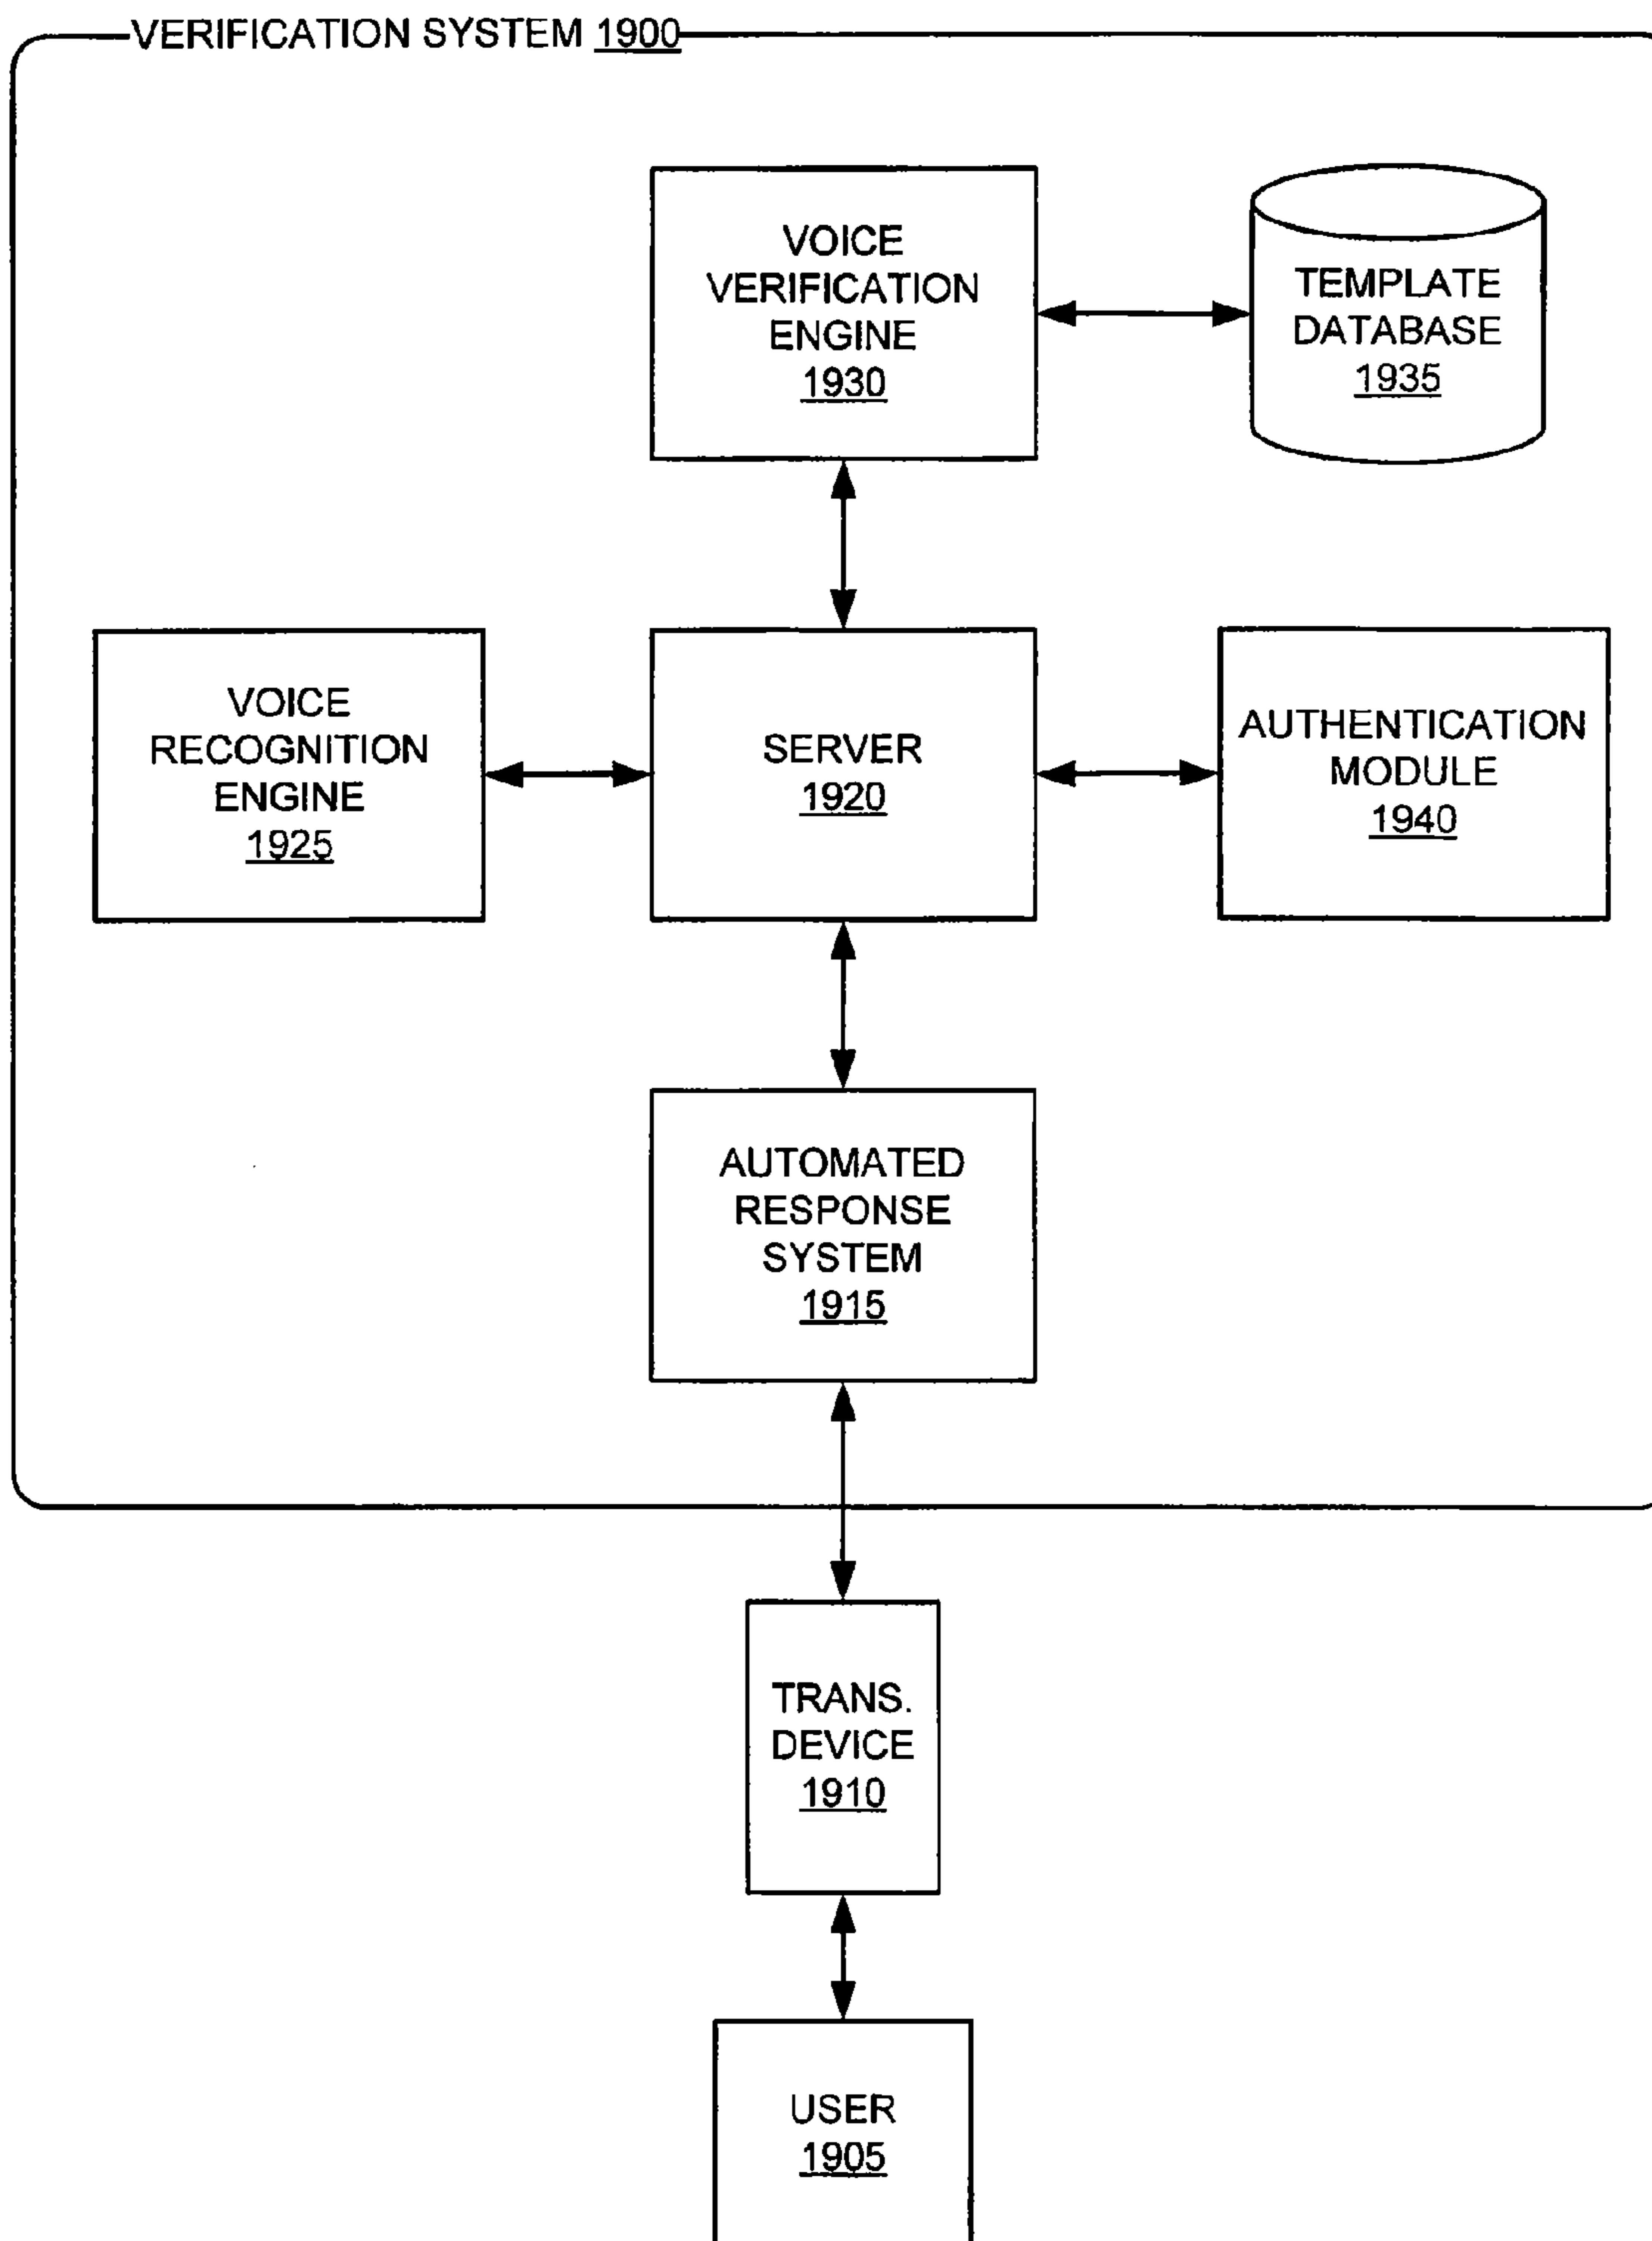 VERIFICATION SYSTEM 1900
VOICE
VERIFICATION
ENGINE
1930
TEMPLATE
DATABASE
1935
VOICE
RECOGNITION
ENGINE
1925
SERVER
1920
AUTHENTICATION
MODULE
1940
AUTOMATED
RESPONSE
SYSTEM
1915
TRANS.
DEVICE
1910
USER
1905